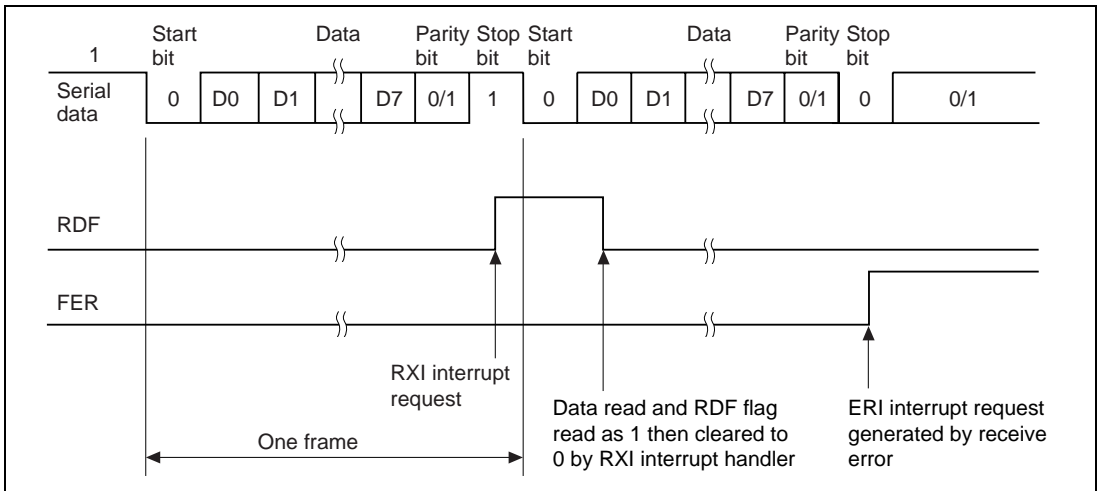 Start bit Data Parity bit Stop bit Start bit Data Parity bit Stop bit
1
Serial data 0 D0 D1 D7 0/1 1 0 D0 D1 D7 0/1 0 0/1
RDF
FER
RXI interrupt
request
Data read and RDF flag
read as 1 then cleared to
0 by RXI interrupt handler
ERI interrupt request
generated by receive
error
One frame